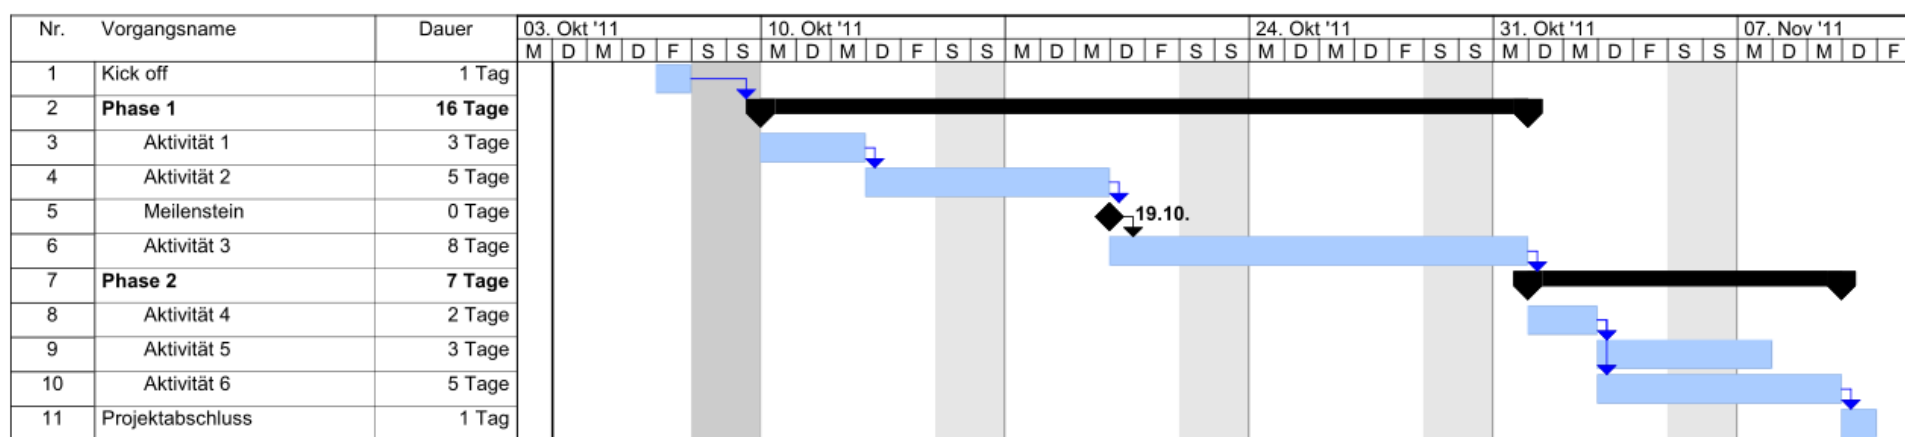 Nr. Vorgangsname Dauer 03. Okt '11 10. Okt '11 24. Okt '11 31. Okt '11 07. Nov '11
M D M D F S S M D M D F S S M D M D F S S M D M D F S S M D M D F S S M D M D F
1 Kick off 1 Tag
2 Phase 1 16 Tage
3 Aktivität 1 3 Tage
4 Aktivität 2 5 Tage
5 Meilenstein 0 Tage 19.10.
6 Aktivität 3 8 Tage
7 Phase 2 7 Tage
8 Aktivität 4 2 Tage
9 Aktivität 5 3 Tage
10 Aktivität 6 5 Tage
11 Projektabschluss 1 Tag